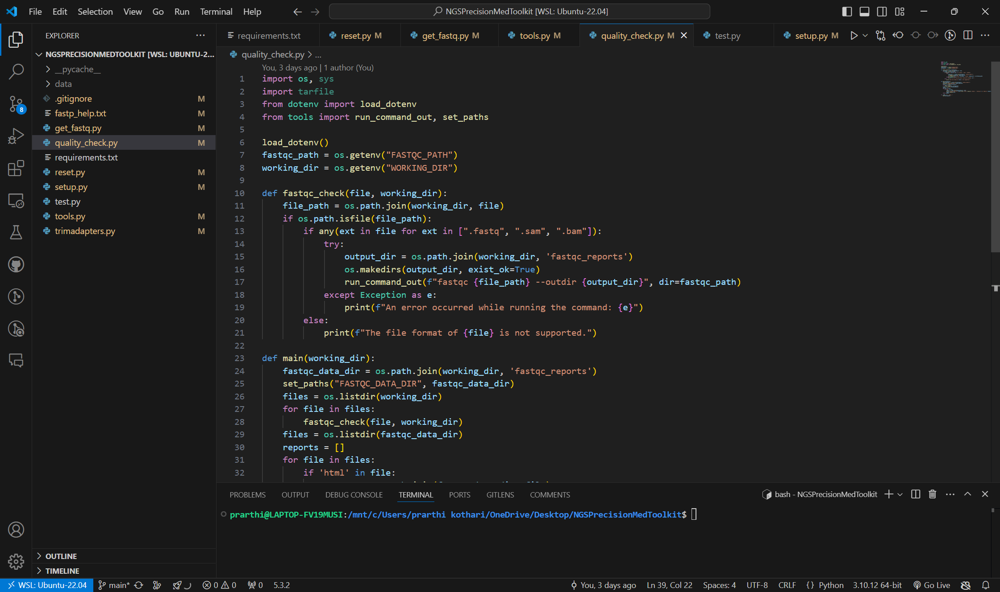 File Edit Selection View Go Run Terminal Help
NGSPrecisionMedToolkit [WSL: Ubuntu-22.04]
EXPLORER
NGSPRECISIONMEDTOOLKIT [WSL: UBUNTU-2...
__pycache__
data
.gitignore M
fastp_help.txt M
get_fastq.py M
quality_check.py M
requirements.txt
reset.py M
setup.py M
test.py
tools.py M
trimadapters.py M
OUTLINE
TIMELINE
8
requirements.txt reset.py M get_fastq.py M tools.py M quality_check.py M test.py setup.py M
quality_check.py > ...
You, 3 days ago | 1 author (You)
1 import os, sys
2 import tarfile
3 from dotenv import load_dotenv
4 from tools import run_command_out, set_paths
5
6 load_dotenv()
7 fastqc_path = os.getenv("FASTQC_PATH")
8 working_dir = os.getenv("WORKING_DIR")
9
10 def fastqc_check(file, working_dir):
11     file_path = os.path.join(working_dir, file)
12     if os.path.isfile(file_path):
13         if any(ext in file for ext in [".fastq", ".sam", ".bam"]):
14             try:
15                 output_dir = os.path.join(working_dir, 'fastqc_reports')
16                 os.makedirs(output_dir, exist_ok=True)
17                 run_command_out(f"fastqc {file_path} --outdir {output_dir}", dir=fastqc_path)
18             except Exception as e:
19                 print(f"An error occurred while running the command: {e}")
20         else:
21             print(f"The file format of {file} is not supported.")
22
23 def main(working_dir):
24     fastqc_data_dir = os.path.join(working_dir, 'fastqc_reports')
25     set_paths("FASTQC_DATA_DIR", fastqc_data_dir)
26     files = os.listdir(working_dir)
27     for file in files:
28         fastqc_check(file, working_dir)
29     files = os.listdir(fastqc_data_dir)
30     reports = []
31     for file in files:
32         if 'html' in file:
PROBLEMS OUTPUT DEBUG CONSOLE TERMINAL PORTS GITLENS COMMENTS
bash - NGSPrecisionMedToolkit
prarthi@LAPTOP-FV19MUSI:/mnt/c/Users/prarthi kothari/OneDrive/Desktop/NGSPrecisionMedToolkit$
WSL: Ubuntu-22.04 main* 0 0 0 5.3.2 You, 3 days ago Ln 39, Col 22 Spaces: 4 UTF-8 CRLF {} Python 3.10.12 64-bit Go Live